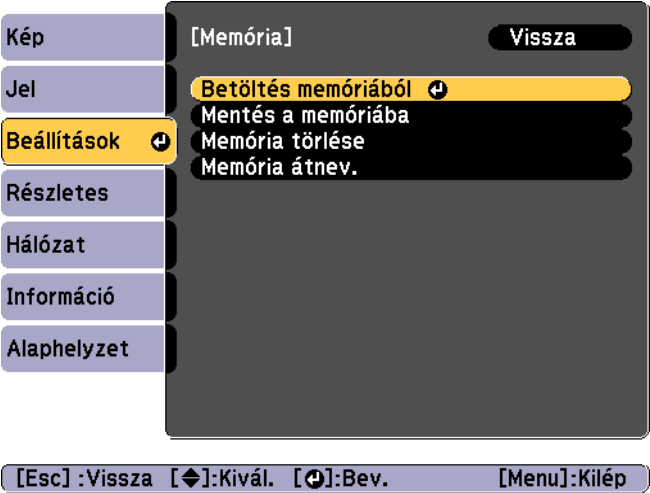 Kép
Jel
Beállítások
Részletes
Hálózat
Információ
Alaphelyzet
[Memória] Vissza
Betöltés memóriából
Mentés a memóriába
Memória törlése
Memória átnev.
[Esc] :Vissza [◆]:Kivál. [⏎]:Bev. [Menu]:Kilép